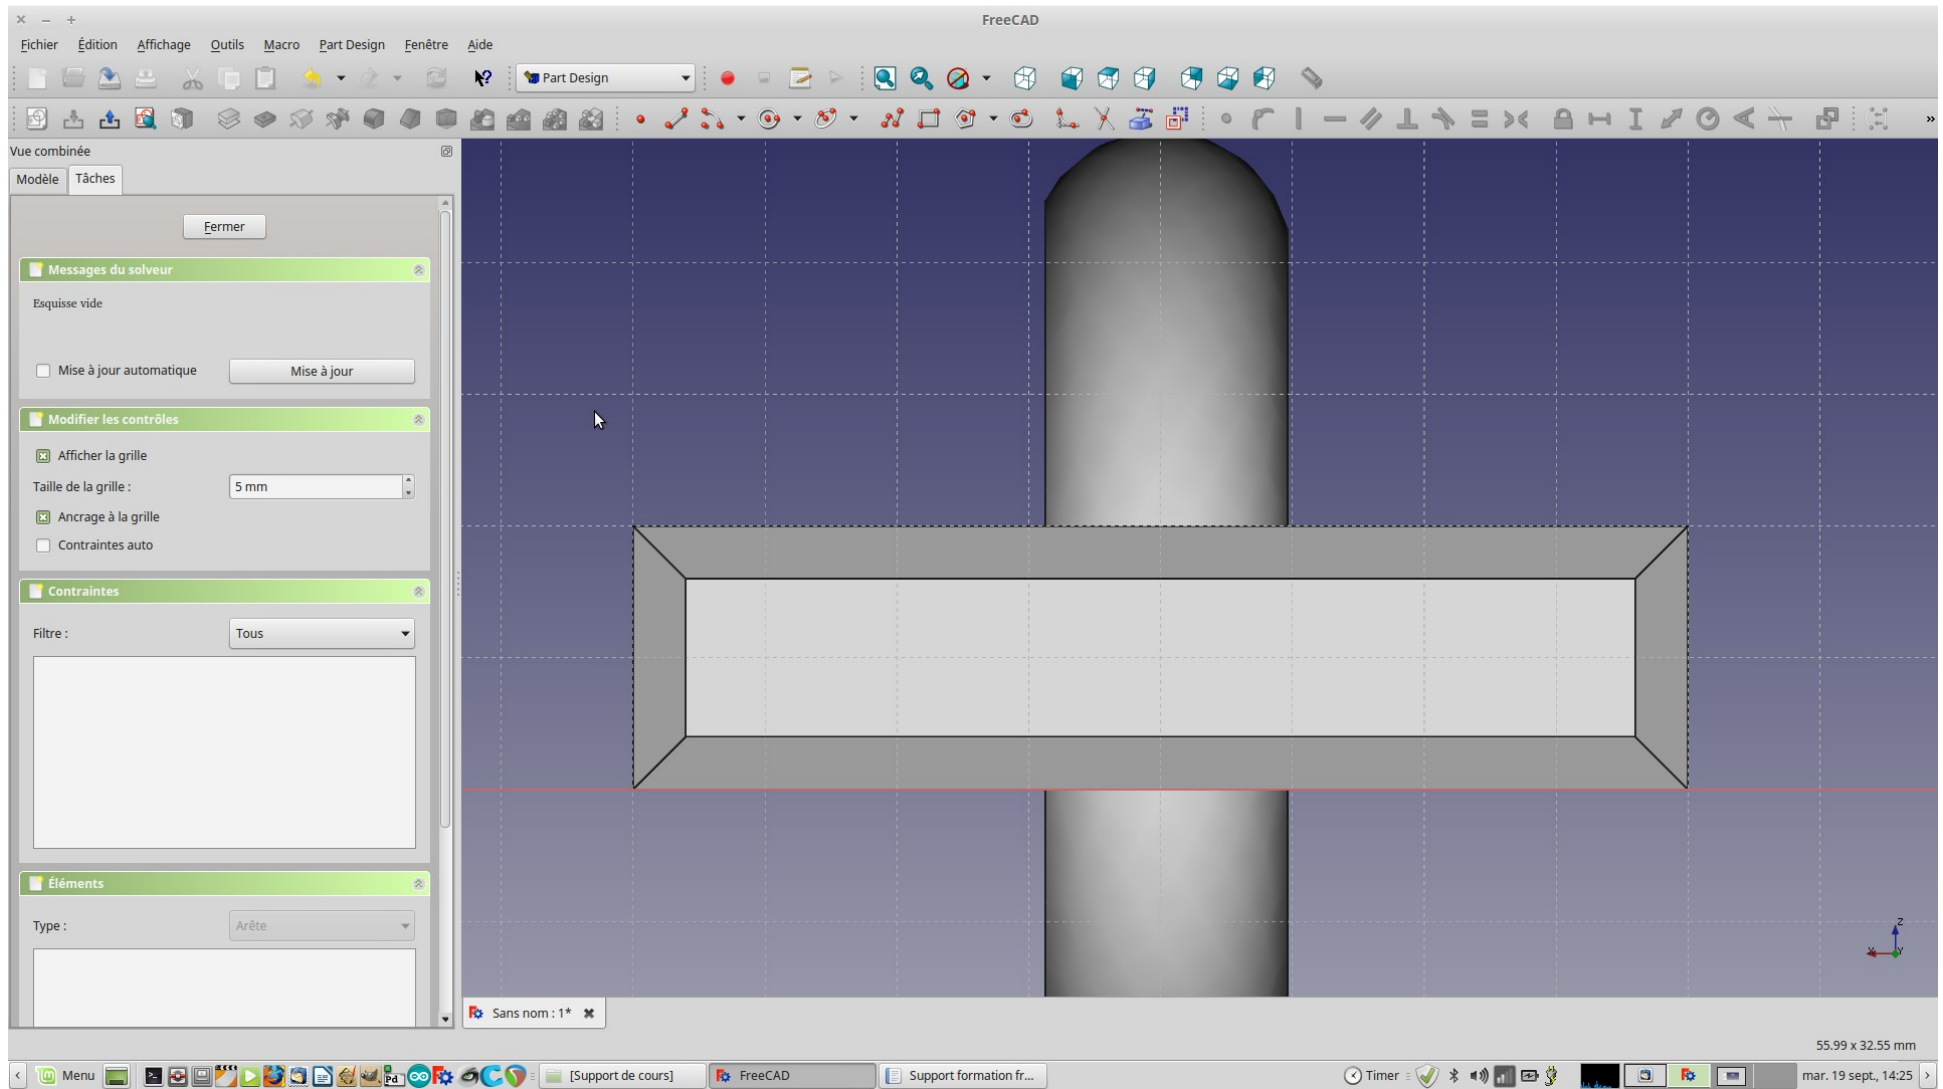 FreeCAD
Fichier Édition Affichage Outils Macro Part Design Fenêtre Aide
Part Design
Vue combinée
Modèle Tâches
Fermer
Messages du solveur
Esquisse vide
Mise à jour automatique Mise à jour
Modifier les contrôles
Afficher la grille
Taille de la grille : 5 mm
Ancrage à la grille
Contraintes auto
Contraintes
Filtre : Tous
Éléments
Type : Arête
Z
X Y
Sans nom : 1*
55.99 x 32.55 mm
Menu Pd [Support de cours] FreeCAD Support formation fr... Timer mar. 19 sept., 14:25